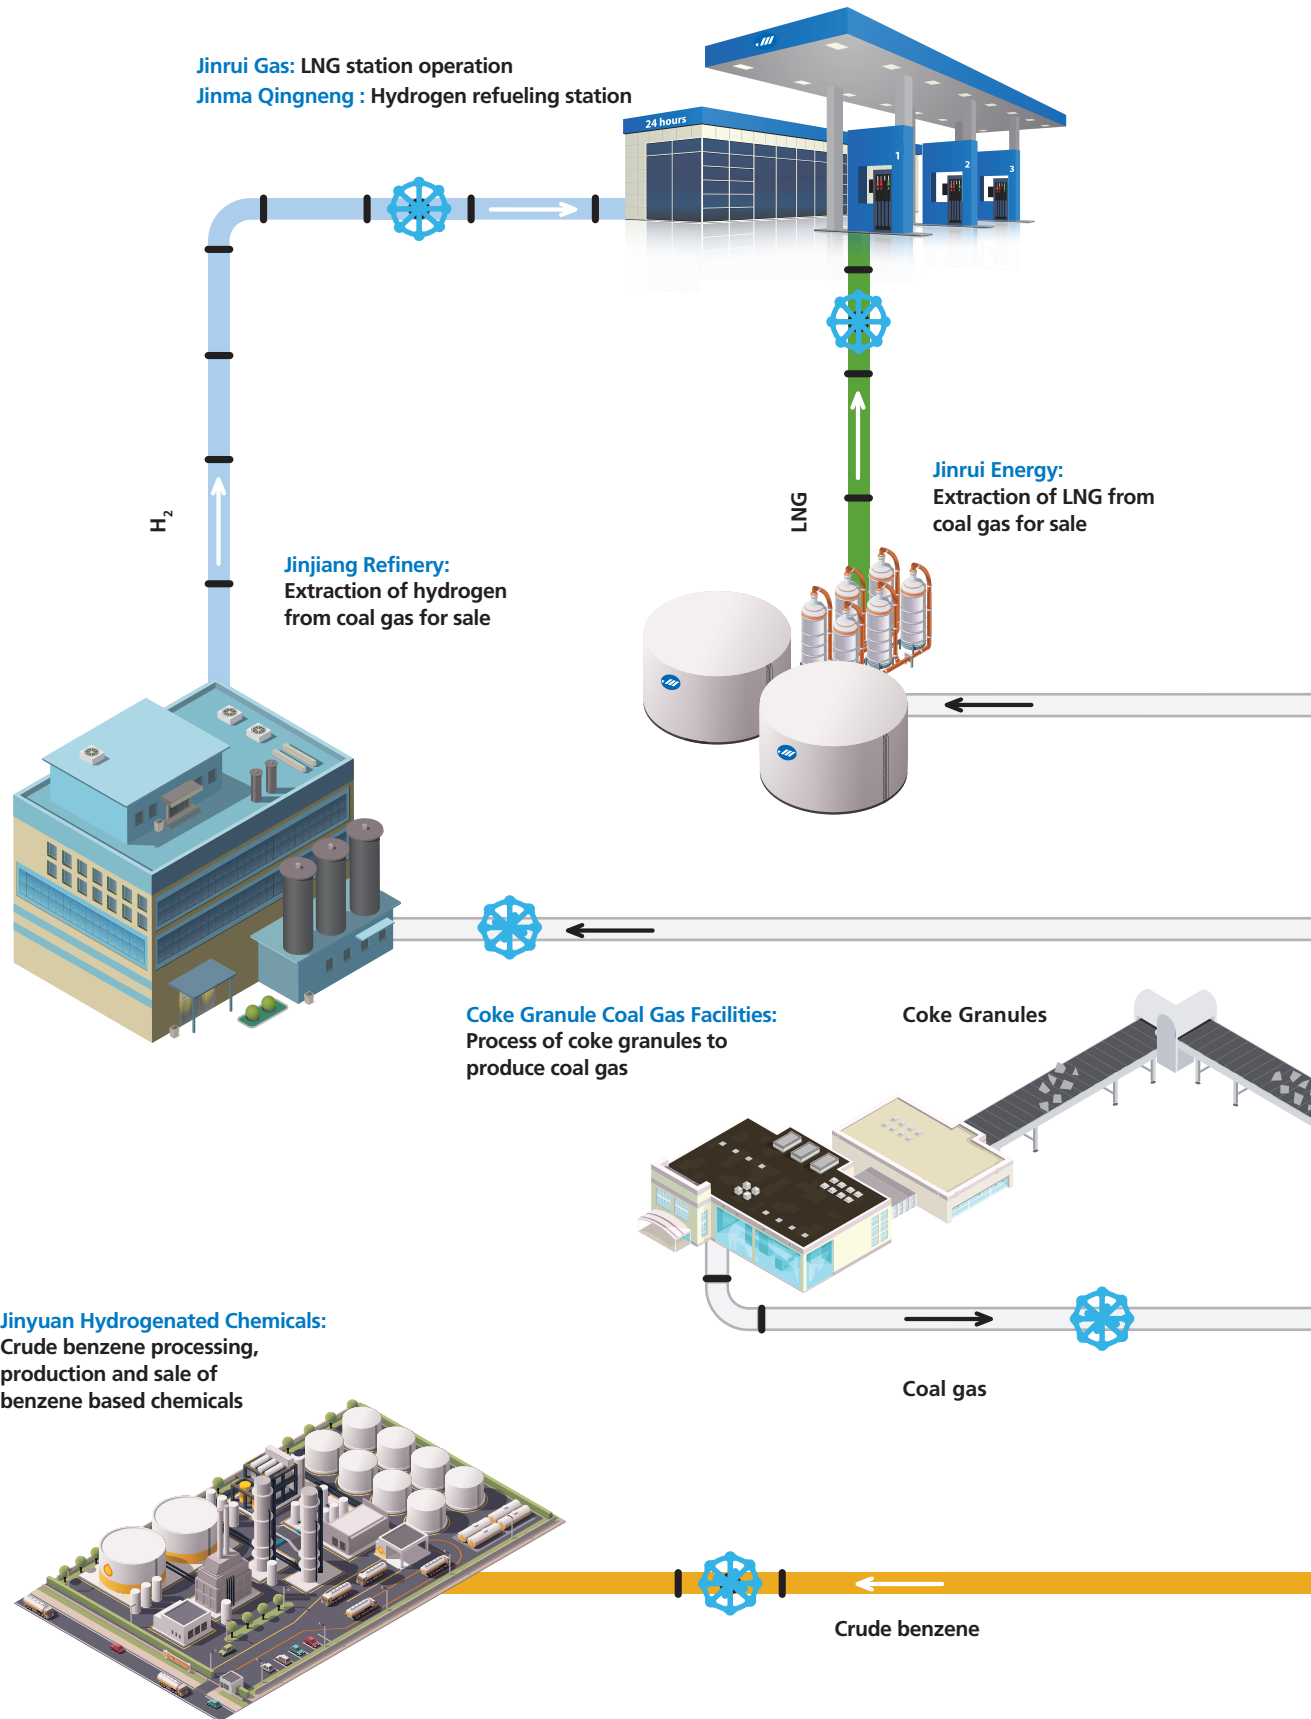 Jinrui Gas: LNG station operation
Jinma Qingneng : Hydrogen refueling station
24 hours
1
2
3
H₂
LNG
Jinrui Energy:
Extraction of LNG from
coal gas for sale
Jinjiang Refinery:
Extraction of hydrogen
from coal gas for sale
Coke Granule Coal Gas Facilities:
Process of coke granules to
produce coal gas
Coke Granules
Jinyuan Hydrogenated Chemicals:
Crude benzene processing,
production and sale of
benzene based chemicals
Coal gas
Crude benzene